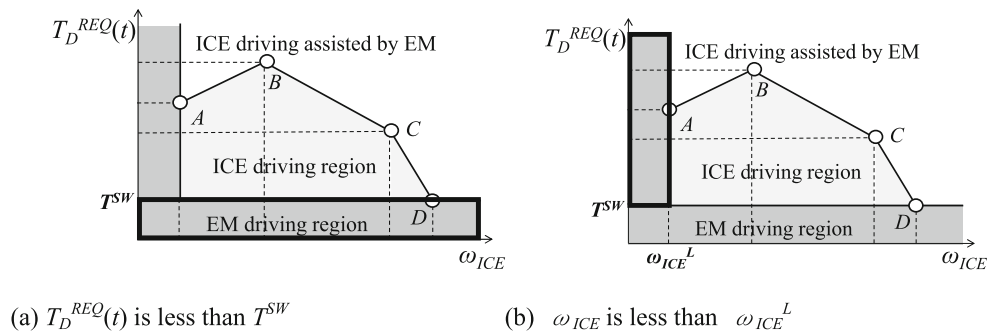 T_D^REQ(t)
ICE driving assisted by EM
B
A
C
ICE driving region
T^SW
D
EM driving region
ω_ICE
(a) T_D^REQ(t) is less than T^SW
T_D^REQ(t)
ICE driving assisted by EM
B
A
C
ICE driving region
T^SW
D
EM driving region
ω_ICE^L
ω_ICE
(b) ω_ICE is less than ω_ICE^L